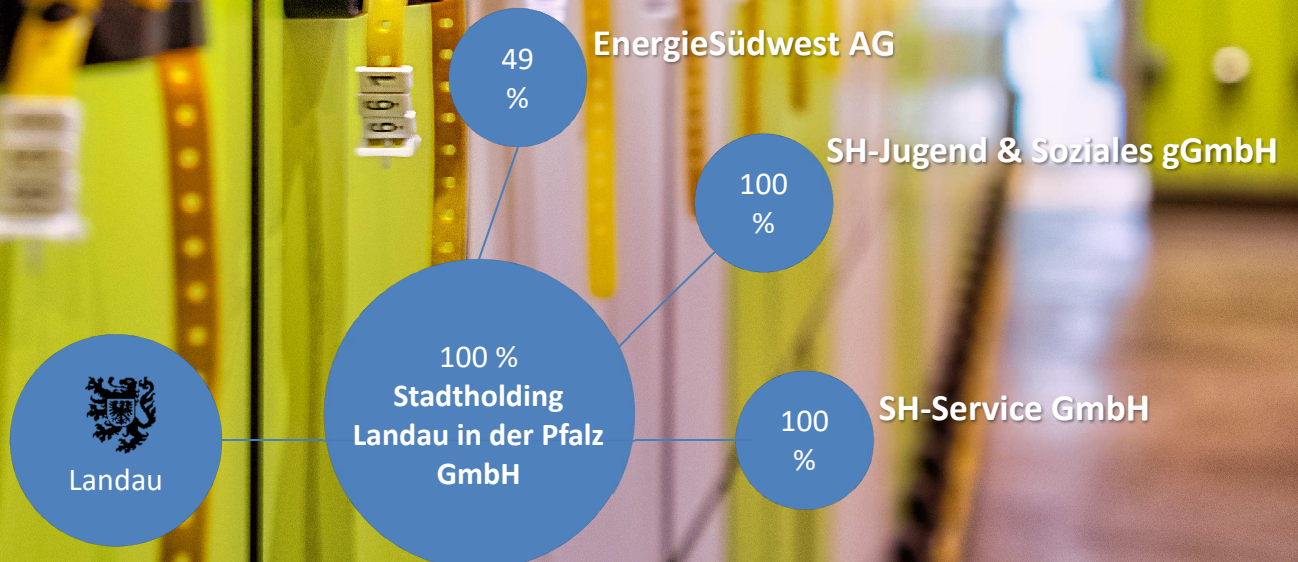 49
%
EnergieSüdwest AG
100
%
SH-Jugend & Soziales gGmbH
100 %
Stadtholding
Landau in der Pfalz
GmbH
Landau
100
%
SH-Service GmbH